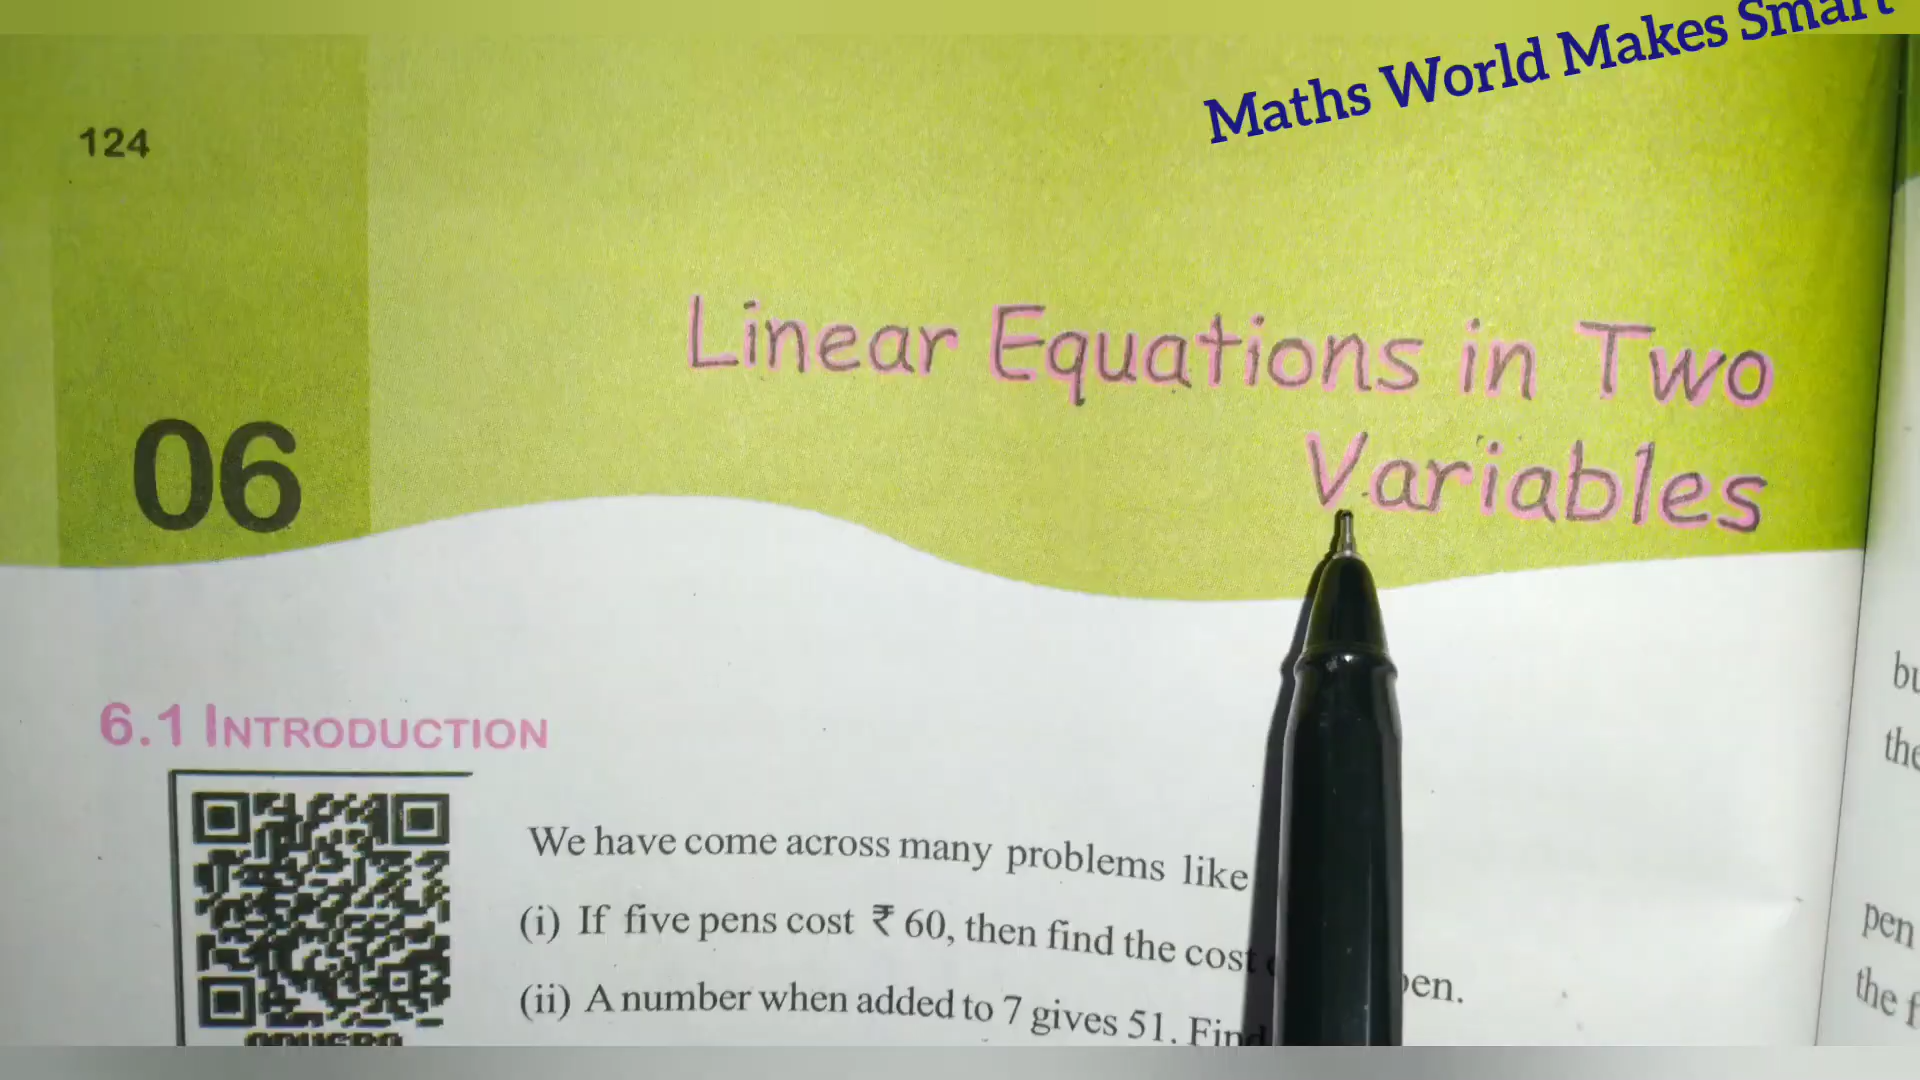 Maths World Makes Smart
124
Linear Equations in Two
Variables
06
6.1 INTRODUCTION
We have come across many problems like
(i) If five pens cost ₹ 60, then find the cost
(ii) A number when added to 7 gives 51. Find
the
pen
the